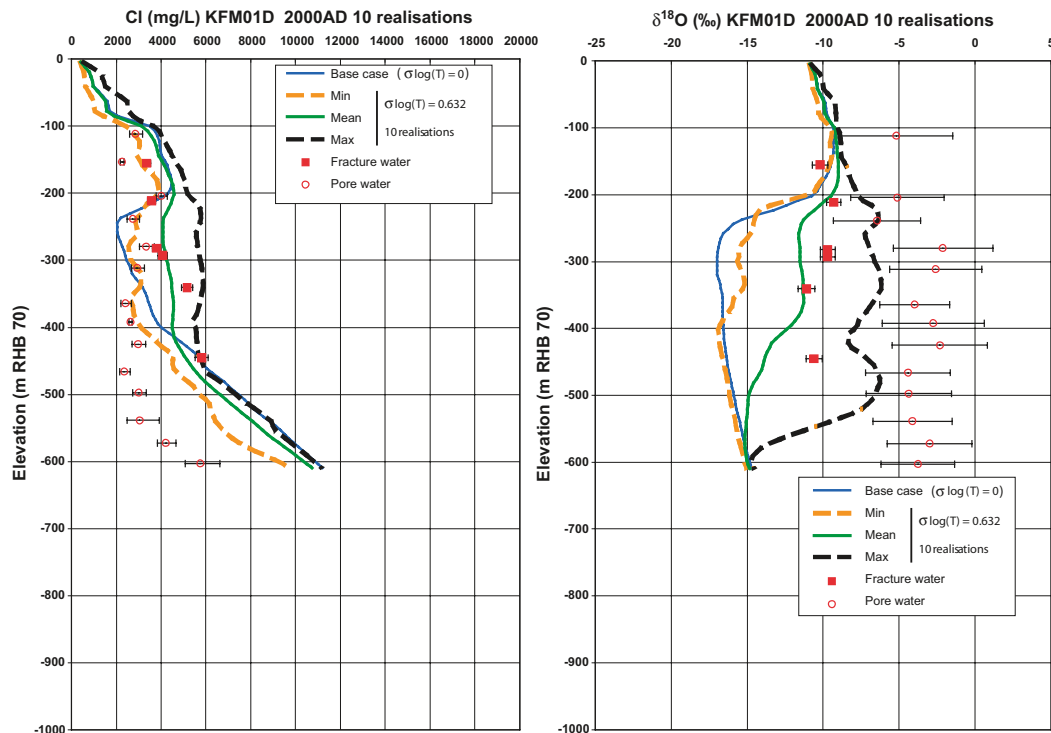 Cl (mg/L) KFM01D 2000AD 10 realisations
0 2000 4000 6000 8000 10000 12000 14000 16000 18000 20000
0
-100
-200
-300
-400
-500
-600
-700
-800
-900
-1000
Elevation (m RHB 70)
Base case (σlog(T)=0)
Min
Mean
Max
σlog(T)=0.632
10 realisations
Fracture water
Pore water
δ18O (‰) KFM01D 2000AD 10 realisations
-25 -20 -15 -10 -5 0 5
0
-100
-200
-300
-400
-500
-600
-700
-800
-900
-1000
Elevation (m RHB 70)
Base case (σlog(T)=0)
Min
Mean
Max
σlog(T)=0.632
10 realisations
Fracture water
Pore water